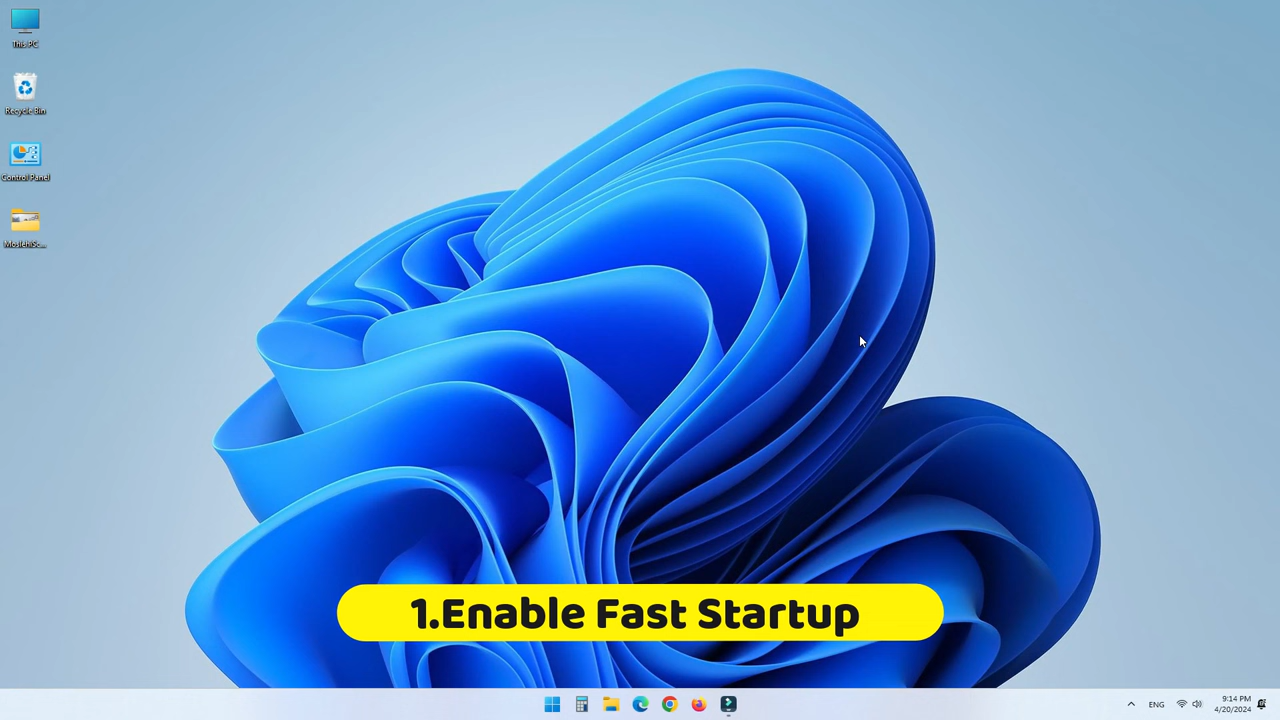 This PC
Recycle Bin
Control Panel
1.Enable Fast Startup
ENG
9:14 PM
4/20/2024